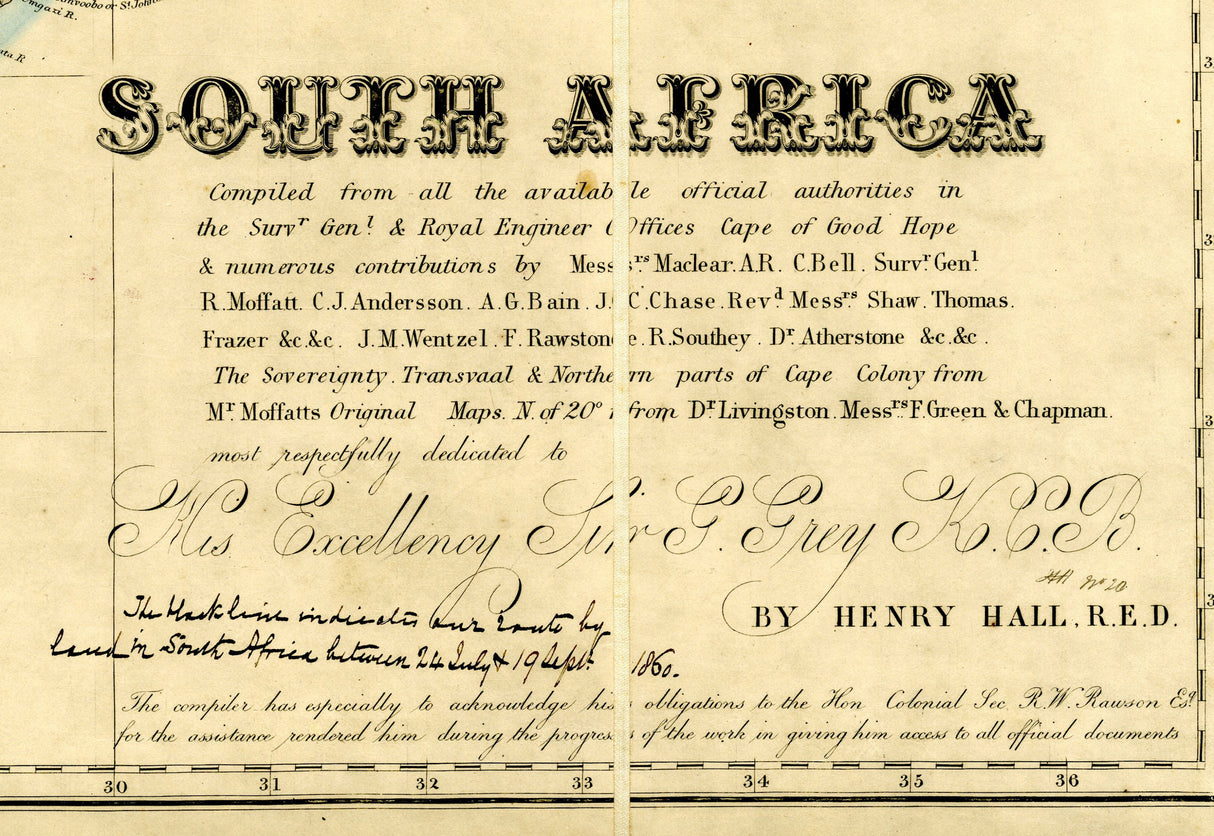 Umgazi R.
SOUTH AFRICA
Compiled from all the available official authorities in
the Survr Genl. & Royal Engineer Offices Cape of Good Hope
& numerous contributions by Messrs Maclear. A.R. C. Bell. Survr. Genl.
R. Moffatt. C.J. Andersson. A.G. Bain. J.C. Chase. Revd. Messrs Shaw. Thomas.
Frazer &c.&c. J.M. Wentzel. F. Rawstone. R. Southey. Dr. Atherstone &c.&c.
The Sovereignty. Transvaal & Northern parts of Cape Colony from
Mr. Moffatts Original Maps. N. of 20° from Dr. Livingston. Messrs. F. Green & Chapman.
most respectfully dedicated to
His Excellency Sir G. Grey K.C.B.
No 20
BY HENRY HALL, R.E.D.
The black line indicates our route by
land in South Africa between 24 July & 19 Septr. 1860.
The compiler has especially to acknowledge his obligations to the Hon Colonial Sec R.W. Rawson Esq.
for the assistance rendered him during the progress of the work in giving him access to all official documents
30 31 32 33 34 35 36